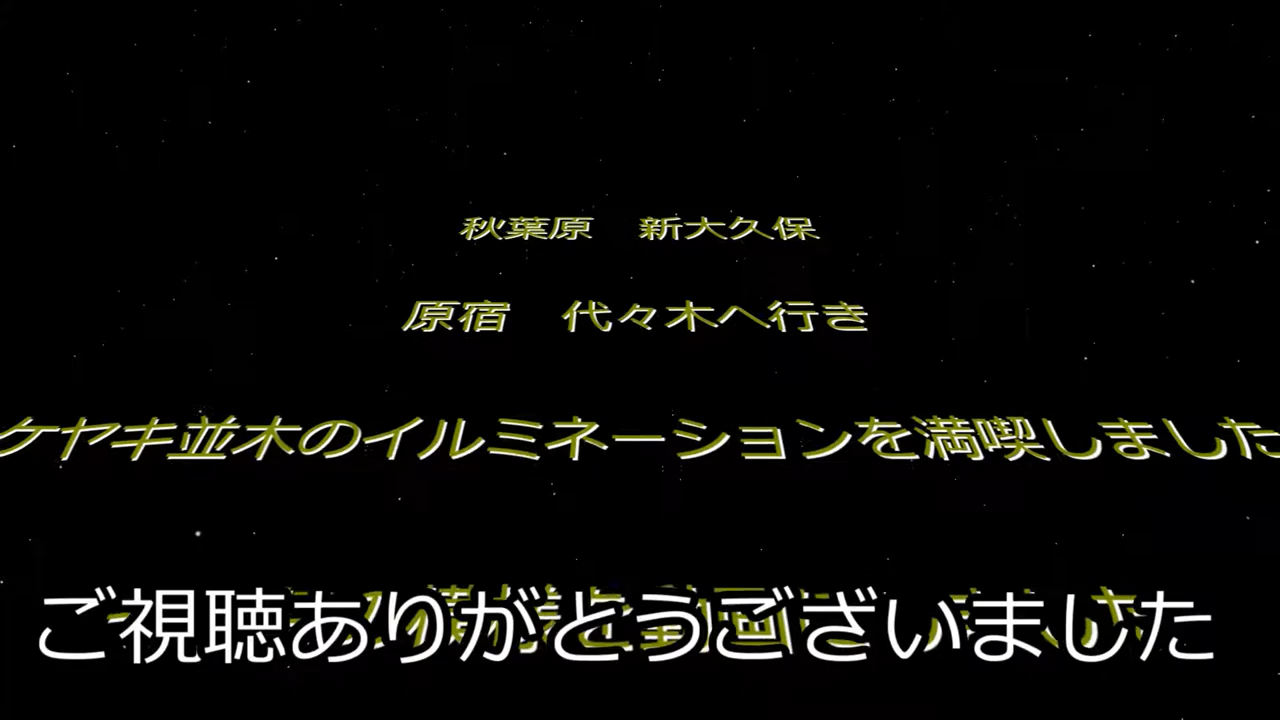 秋葉原　新大久保
原宿　代々木へ行き
ケヤキ並木のイルミネーションを満喫しました
ご視聴ありがとうございました